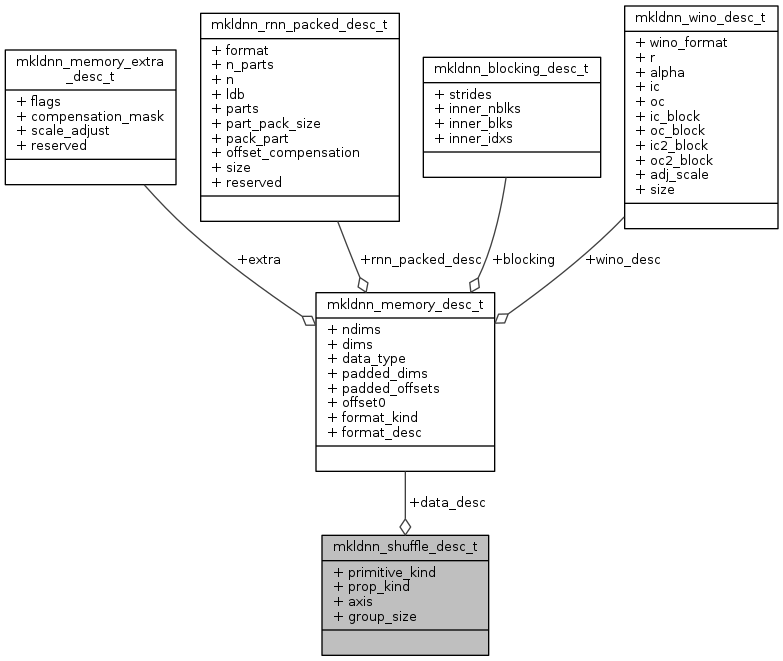 mkldnn_memory_extra
_desc_t
+ flags
+ compensation_mask
+ scale_adjust
+ reserved
mkldnn_rnn_packed_desc_t
+ format
+ n_parts
+ n
+ ldb
+ parts
+ part_pack_size
+ pack_part
+ offset_compensation
+ size
+ reserved
mkldnn_blocking_desc_t
+ strides
+ inner_nblks
+ inner_blks
+ inner_idxs
mkldnn_wino_desc_t
+ wino_format
+ r
+ alpha
+ ic
+ oc
+ ic_block
+ oc_block
+ ic2_block
+ oc2_block
+ adj_scale
+ size
+extra
+rnn_packed_desc
+blocking
+wino_desc
mkldnn_memory_desc_t
+ ndims
+ dims
+ data_type
+ padded_dims
+ padded_offsets
+ offset0
+ format_kind
+ format_desc
+data_desc
mkldnn_shuffle_desc_t
+ primitive_kind
+ prop_kind
+ axis
+ group_size